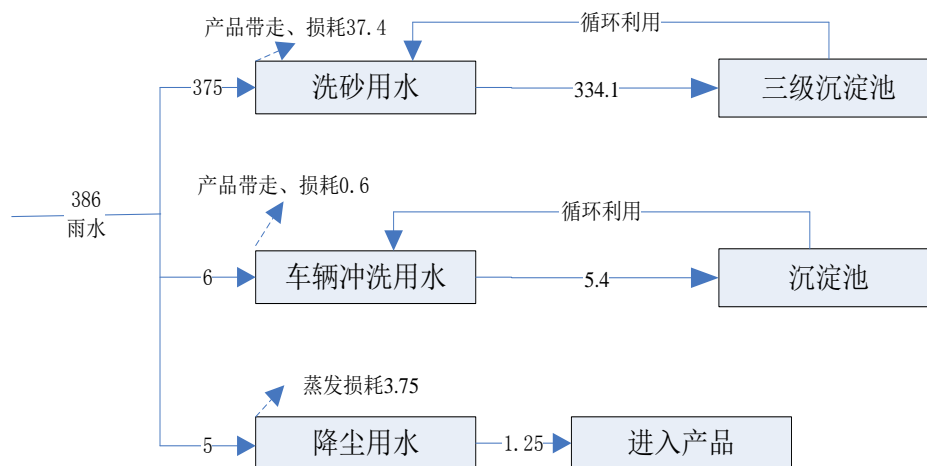 产品带走、损耗37.4
循环利用
375
洗砂用水
334.1
三级沉淀池
386
雨水
产品带走、损耗0.6
循环利用
6
车辆冲洗用水
5.4
沉淀池
蒸发损耗3.75
5
降尘用水
1.25
进入产品